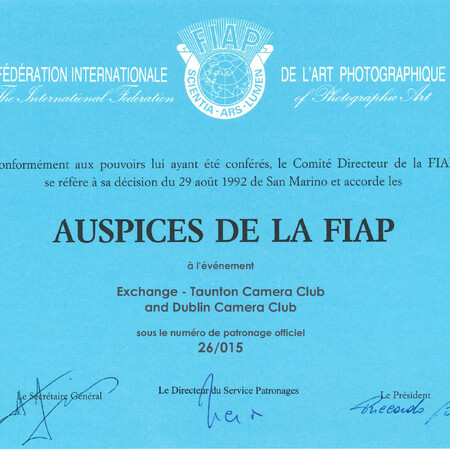 FIAP
SCIENTIA - ARS - LUMEN
FÉDÉRATION INTERNATIONALE DE L'ART PHOTOGRAPHIQUE
The International Federation of Photographic Art
onformément aux pouvoirs lui ayant été conférés, le Comité Directeur de la FIA
se réfère à sa décision du 29 août 1992 de San Marino et accorde les
AUSPICES DE LA FIAP
à l'événement
Exchange - Taunton Camera Club
and Dublin Camera Club
sous le numéro de patronage officiel
26/015
Le Secrétaire Général Le Directeur du Service Patronages Le Président
Riccardo